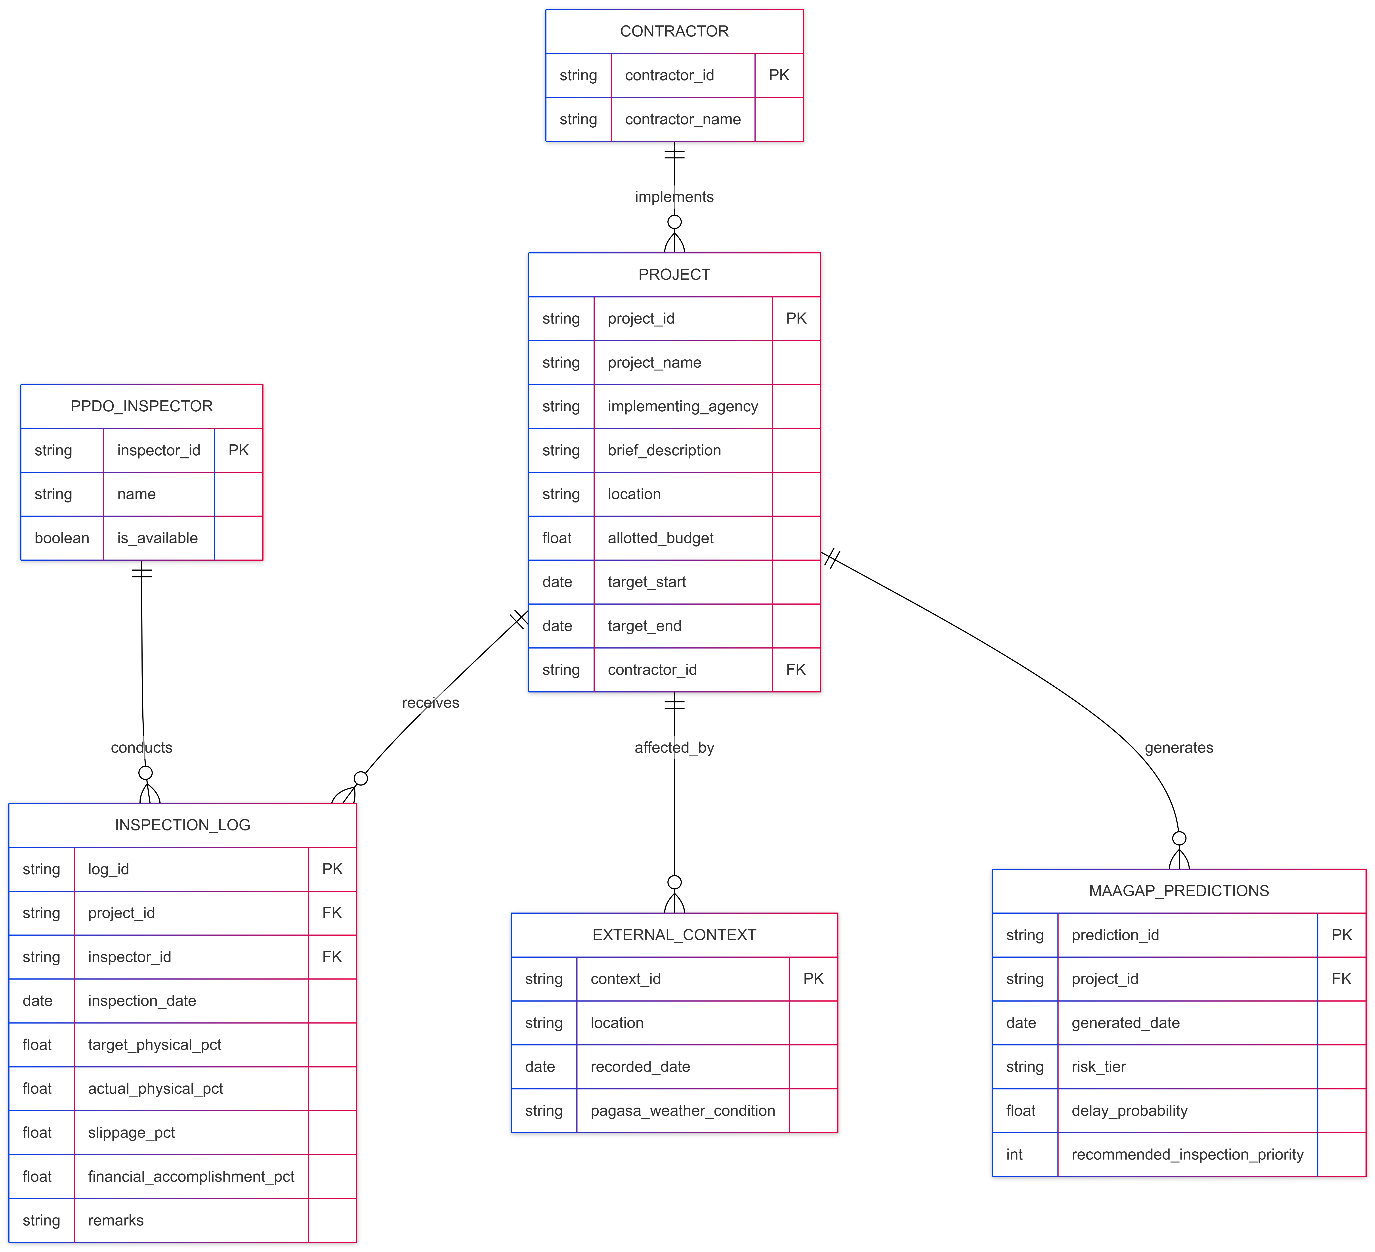 CONTRACTOR
string contractor_id PK
string contractor_name
implements
PROJECT
string project_id PK
string project_name
string implementing_agency
string brief_description
string location
float allotted_budget
date target_start
date target_end
string contractor_id FK
PPDO_INSPECTOR
string inspector_id PK
string name
boolean is_available
receives
conducts
affected_by
generates
INSPECTION_LOG
string log_id PK
string project_id FK
string inspector_id FK
date inspection_date
float target_physical_pct
float actual_physical_pct
float slippage_pct
float financial_accomplishment_pct
string remarks
EXTERNAL_CONTEXT
string context_id PK
string location
date recorded_date
string pagasa_weather_condition
MAAGAP_PREDICTIONS
string prediction_id PK
string project_id FK
date generated_date
string risk_tier
float delay_probability
int recommended_inspection_priority